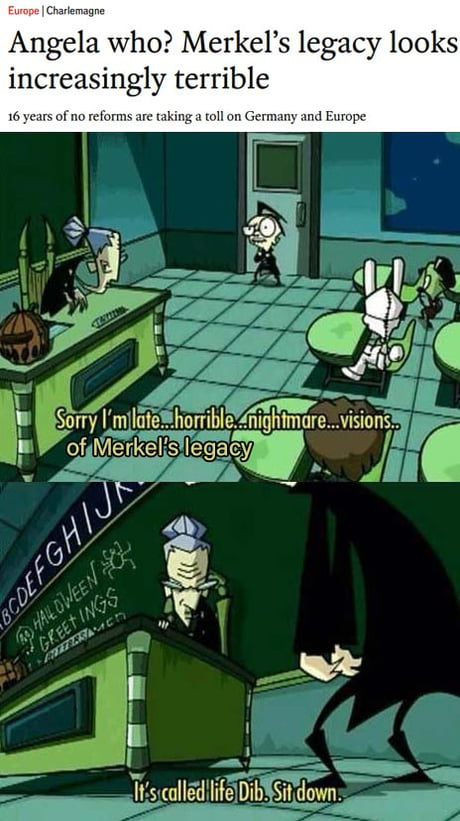 Europe | Charlemagne
Angela who? Merkel's legacy looks
increasingly terrible
16 years of no reforms are taking a toll on Germany and Europe
Sorry I'm late...horrible...nightmare...visions..
of Merkel's legacy
ABCDEFGHIJK
HALLOWEEN
GREETINGS
It's called life Dib. Sit down.